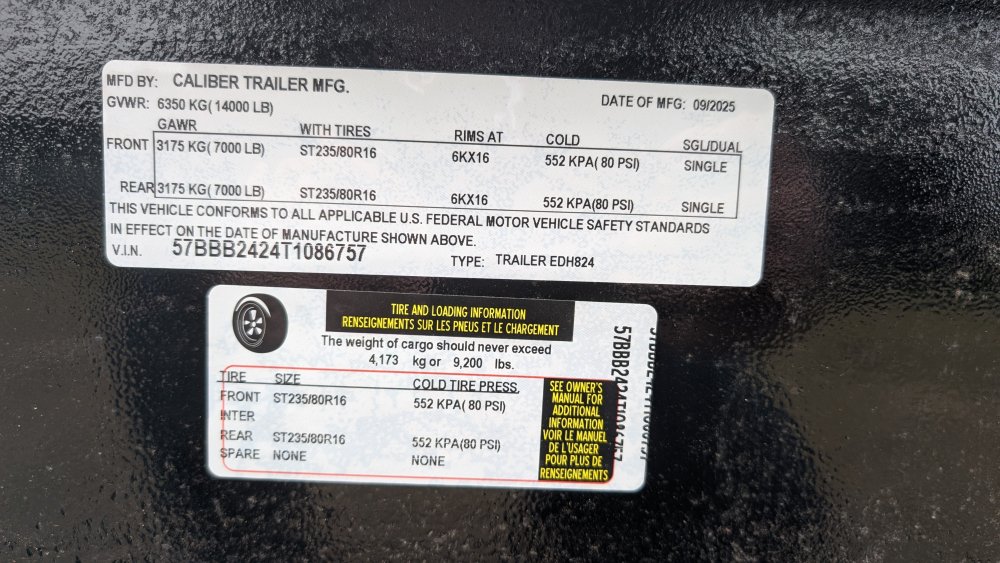 MFD BY: CALIBER TRAILER MFG.
DATE OF MFG: 09/2025
GVWR: 6350 KG( 14000 LB)
GAWR WITH TIRES RIMS AT COLD SGL/DUAL
FRONT 3175 KG( 7000 LB) ST235/80R16 6KX16 552 KPA( 80 PSI) SINGLE
REAR 3175 KG( 7000 LB) ST235/80R16 6KX16 552 KPA(80 PSI) SINGLE
THIS VEHICLE CONFORMS TO ALL APPLICABLE U.S. FEDERAL MOTOR VEHICLE SAFETY STANDARDS
IN EFFECT ON THE DATE OF MANUFACTURE SHOWN ABOVE.
V.I.N. 57BBB2424T1086757 TYPE: TRAILER EDH824
TIRE AND LOADING INFORMATION
RENSEIGNEMENTS SUR LES PNEUS ET LE CHARGEMENT
The weight of cargo should never exceed
4,173 kg or 9,200 lbs.
TIRE SIZE COLD TIRE PRESS.
FRONT ST235/80R16 552 KPA( 80 PSI)
INTER
REAR ST235/80R16 552 KPA(80 PSI)
SPARE NONE NONE
SEE OWNER'S
MANUAL FOR
ADDITIONAL
INFORMATION
VOIR LE MANUEL
DE L'USAGER
POUR PLUS DE
RENSEIGNEMENTS
57BBB2424T1086757